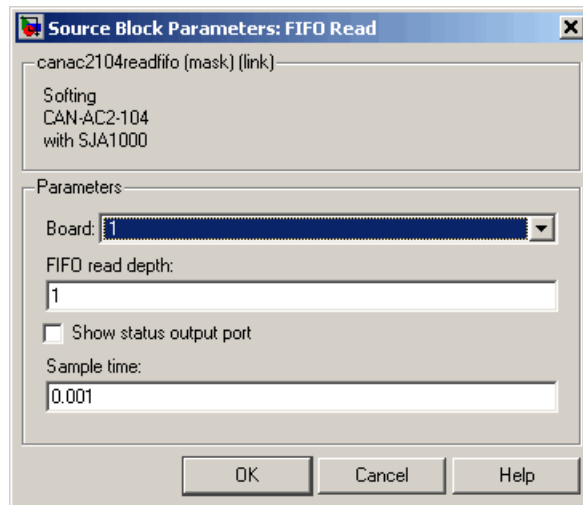 Source Block Parameters: FIFO Read
canac2104readfifo (mask) (link)
Softing
CAN-AC2-104
with SJA1000
Parameters
Board: 1
FIFO read depth:
1
Show status output port
Sample time:
0.001
OK Cancel Help